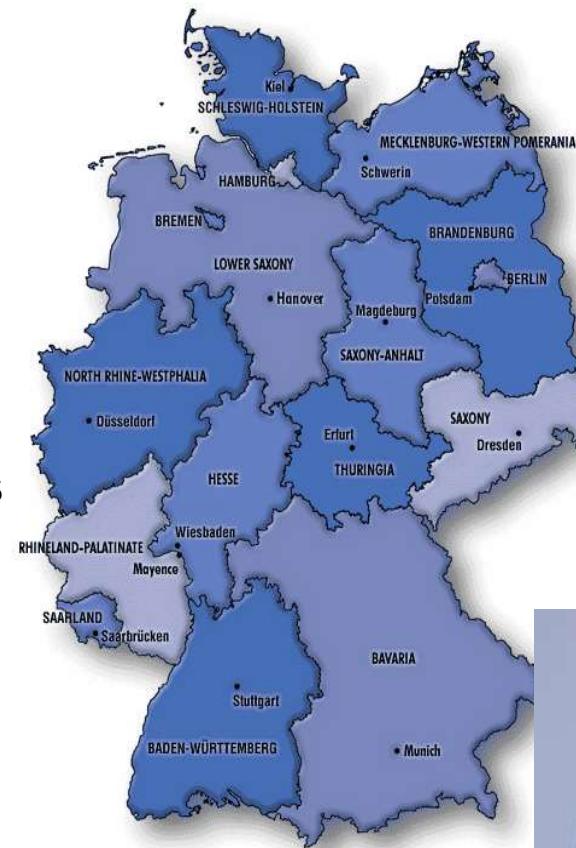 Kiel
SCHLESWIG-HOLSTEIN
MECKLENBURG-WESTERN POMERANIA
Schwerin
HAMBURG
BREMEN
BRANDENBURG
LOWER SAXONY
BERLIN
Hanover
Potsdam
Magdeburg
SAXONY-ANHALT
NORTH RHINE-WESTPHALIA
Düsseldorf
SAXONY
Erfurt
Dresden
THURINGIA
HESSE
Wiesbaden
RHINELAND-PALATINATE
Mayence
SAARLAND
Saarbrücken
BAVARIA
Stuttgart
BADEN-WÜRTTEMBERG
Munich